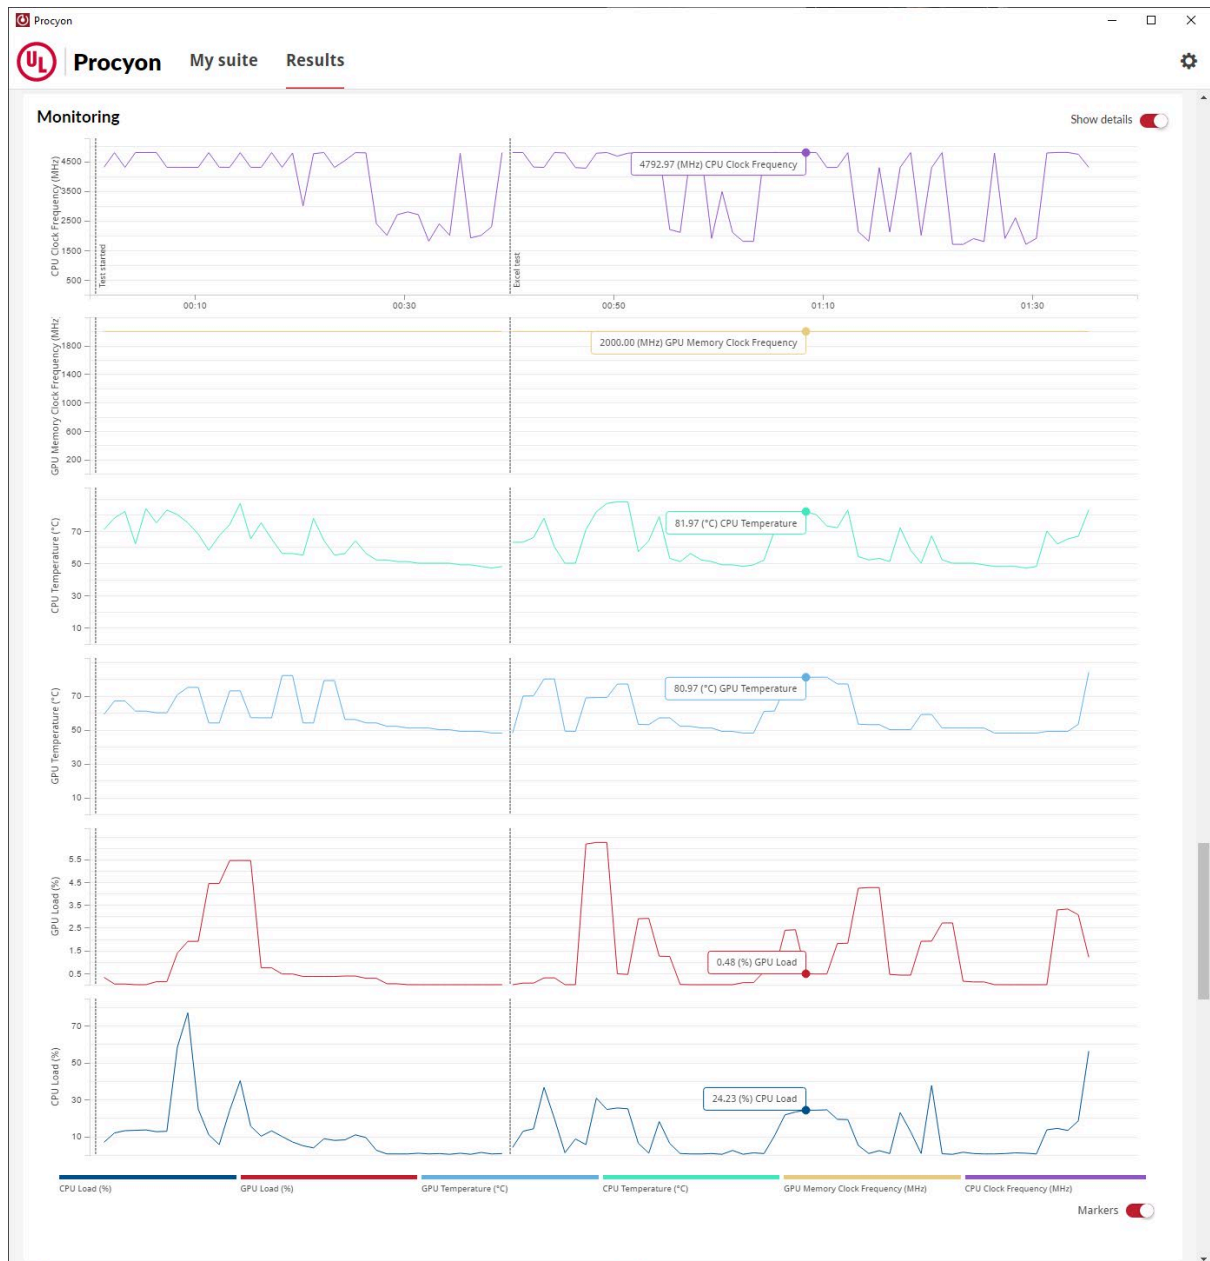 Procyon
UL Procyon My suite Results
Monitoring
Show details
CPU Clock Frequency (MHz)
4500
3500
2500
1500
500
Test started
Excel test
4792.97 (MHz) CPU Clock Frequency
00:10 00:30 00:50 01:10 01:30
GPU Memory Clock Frequency (MHz)
1800
1400
1000
600
200
2000.00 (MHz) GPU Memory Clock Frequency
CPU Temperature (°C)
70
50
30
10
81.97 (°C) CPU Temperature
GPU Temperature (°C)
70
50
30
10
80.97 (°C) GPU Temperature
GPU Load (%)
5.5
4.5
3.5
2.5
1.5
0.5
0.48 (%) GPU Load
CPU Load (%)
70
50
30
10
24.23 (%) CPU Load
CPU Load (%) GPU Load (%) GPU Temperature (°C) CPU Temperature (°C) GPU Memory Clock Frequency (MHz) CPU Clock Frequency (MHz)
Markers